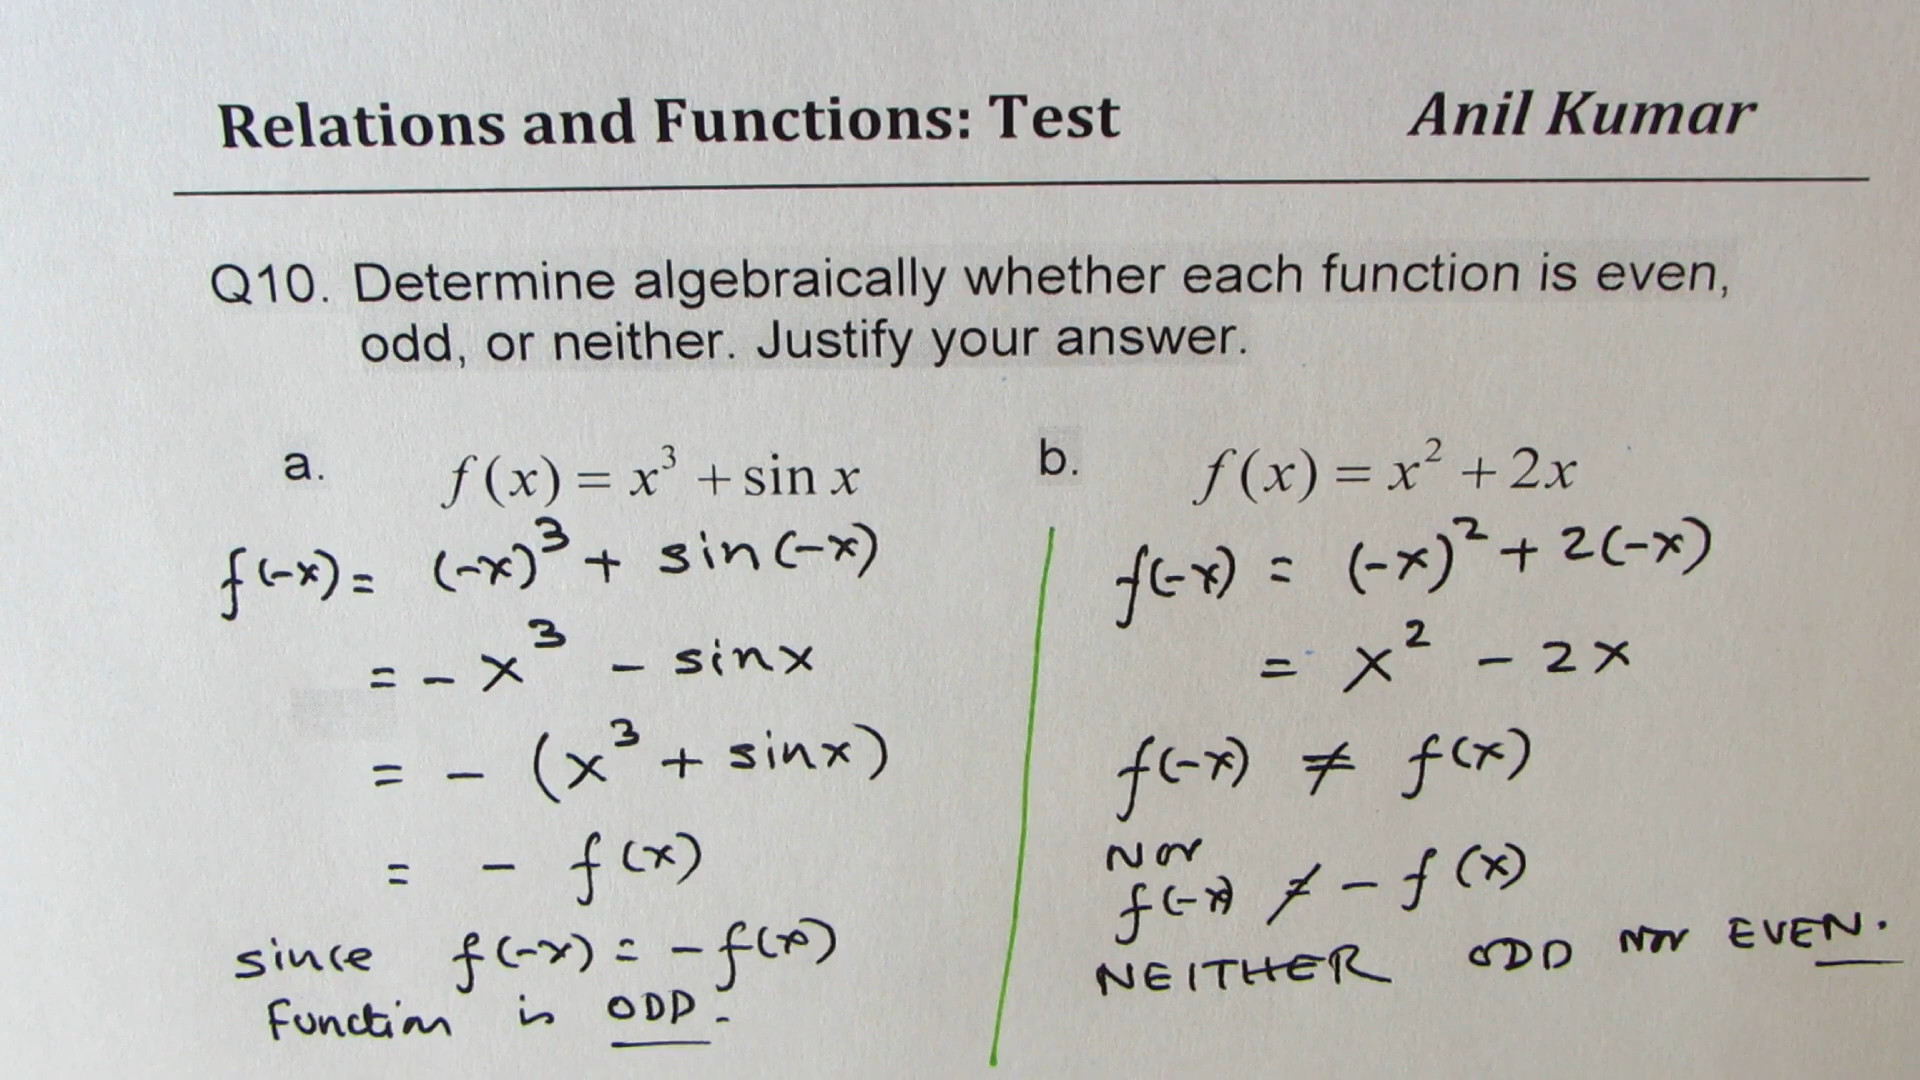 Relations and Functions: Test Anil Kumar
Q10. Determine algebraically whether each function is even,
odd, or neither. Justify your answer.
a. f(x) = x³ + sin x
f(-x) = (-x)³ + sin(-x)
= - x³ - sinx
= - (x³ + sinx)
= - f(x)
since f(-x) = - f(x)
Function is ODD.
b. f(x) = x² + 2x
f(-x) = (-x)² + 2(-x)
= x² - 2x
f(-x) ≠ f(x)
Nor
f(-x) ≠ - f(x)
NEITHER ODD Nor EVEN.